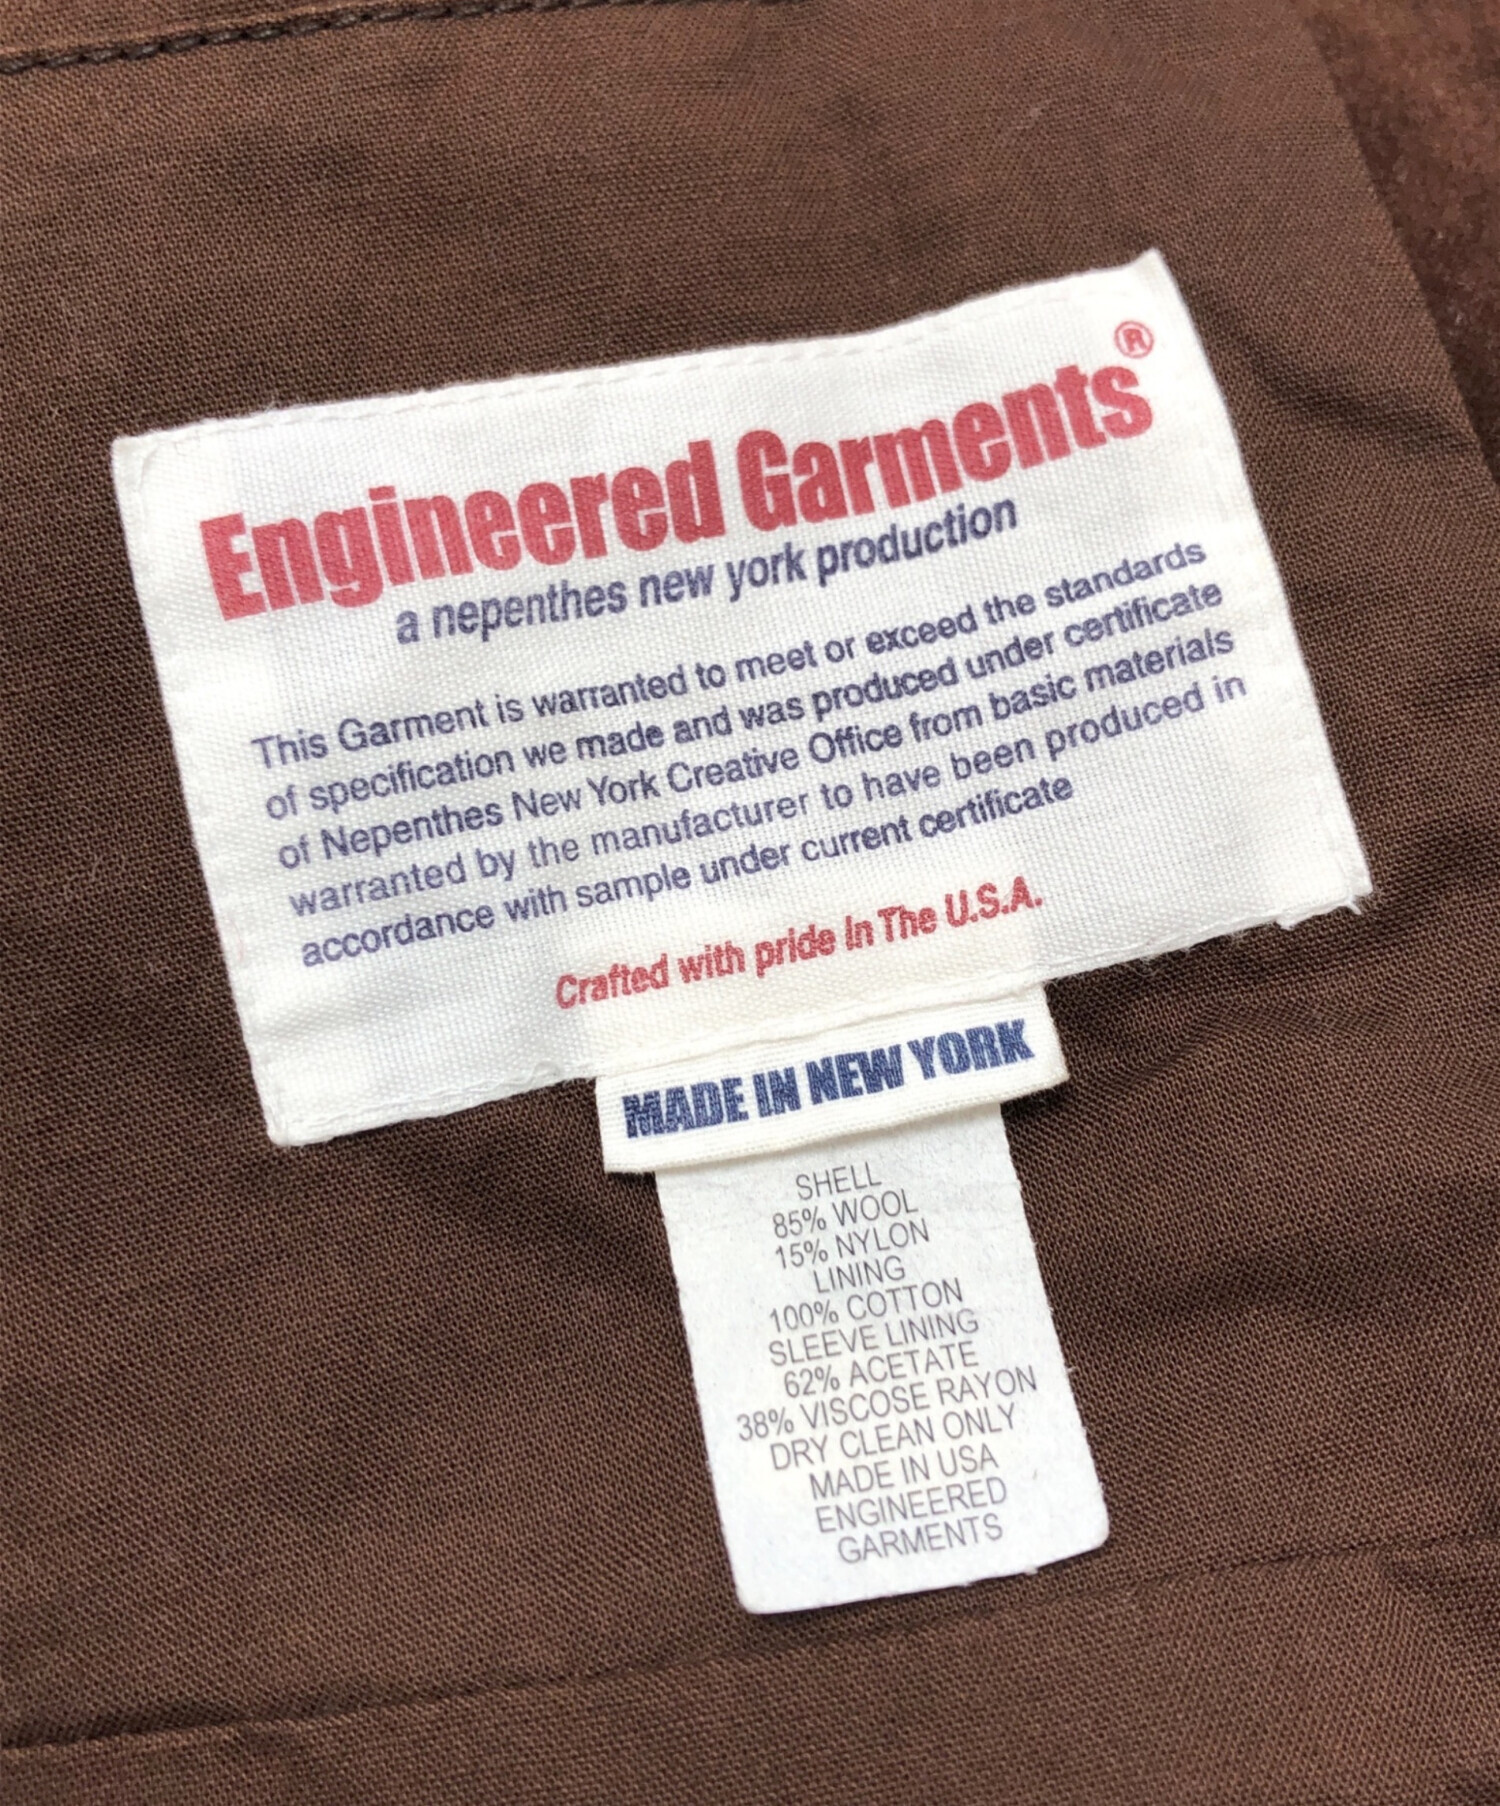 Engineered Garments®
a nepenthes new york production
This Garment is warranted to meet or exceed the standards
of specification we made and was produced under certificate
of Nepenthes New York Creative Office from basic materials
warranted by the manufacturer to have been produced in
accordance with sample under current certificate
Crafted with pride In The U.S.A.
MADE IN NEW YORK
SHELL
85% WOOL
15% NYLON
LINING
100% COTTON
SLEEVE LINING
62% ACETATE
38% VISCOSE RAYON
DRY CLEAN ONLY
MADE IN USA
ENGINEERED
GARMENTS